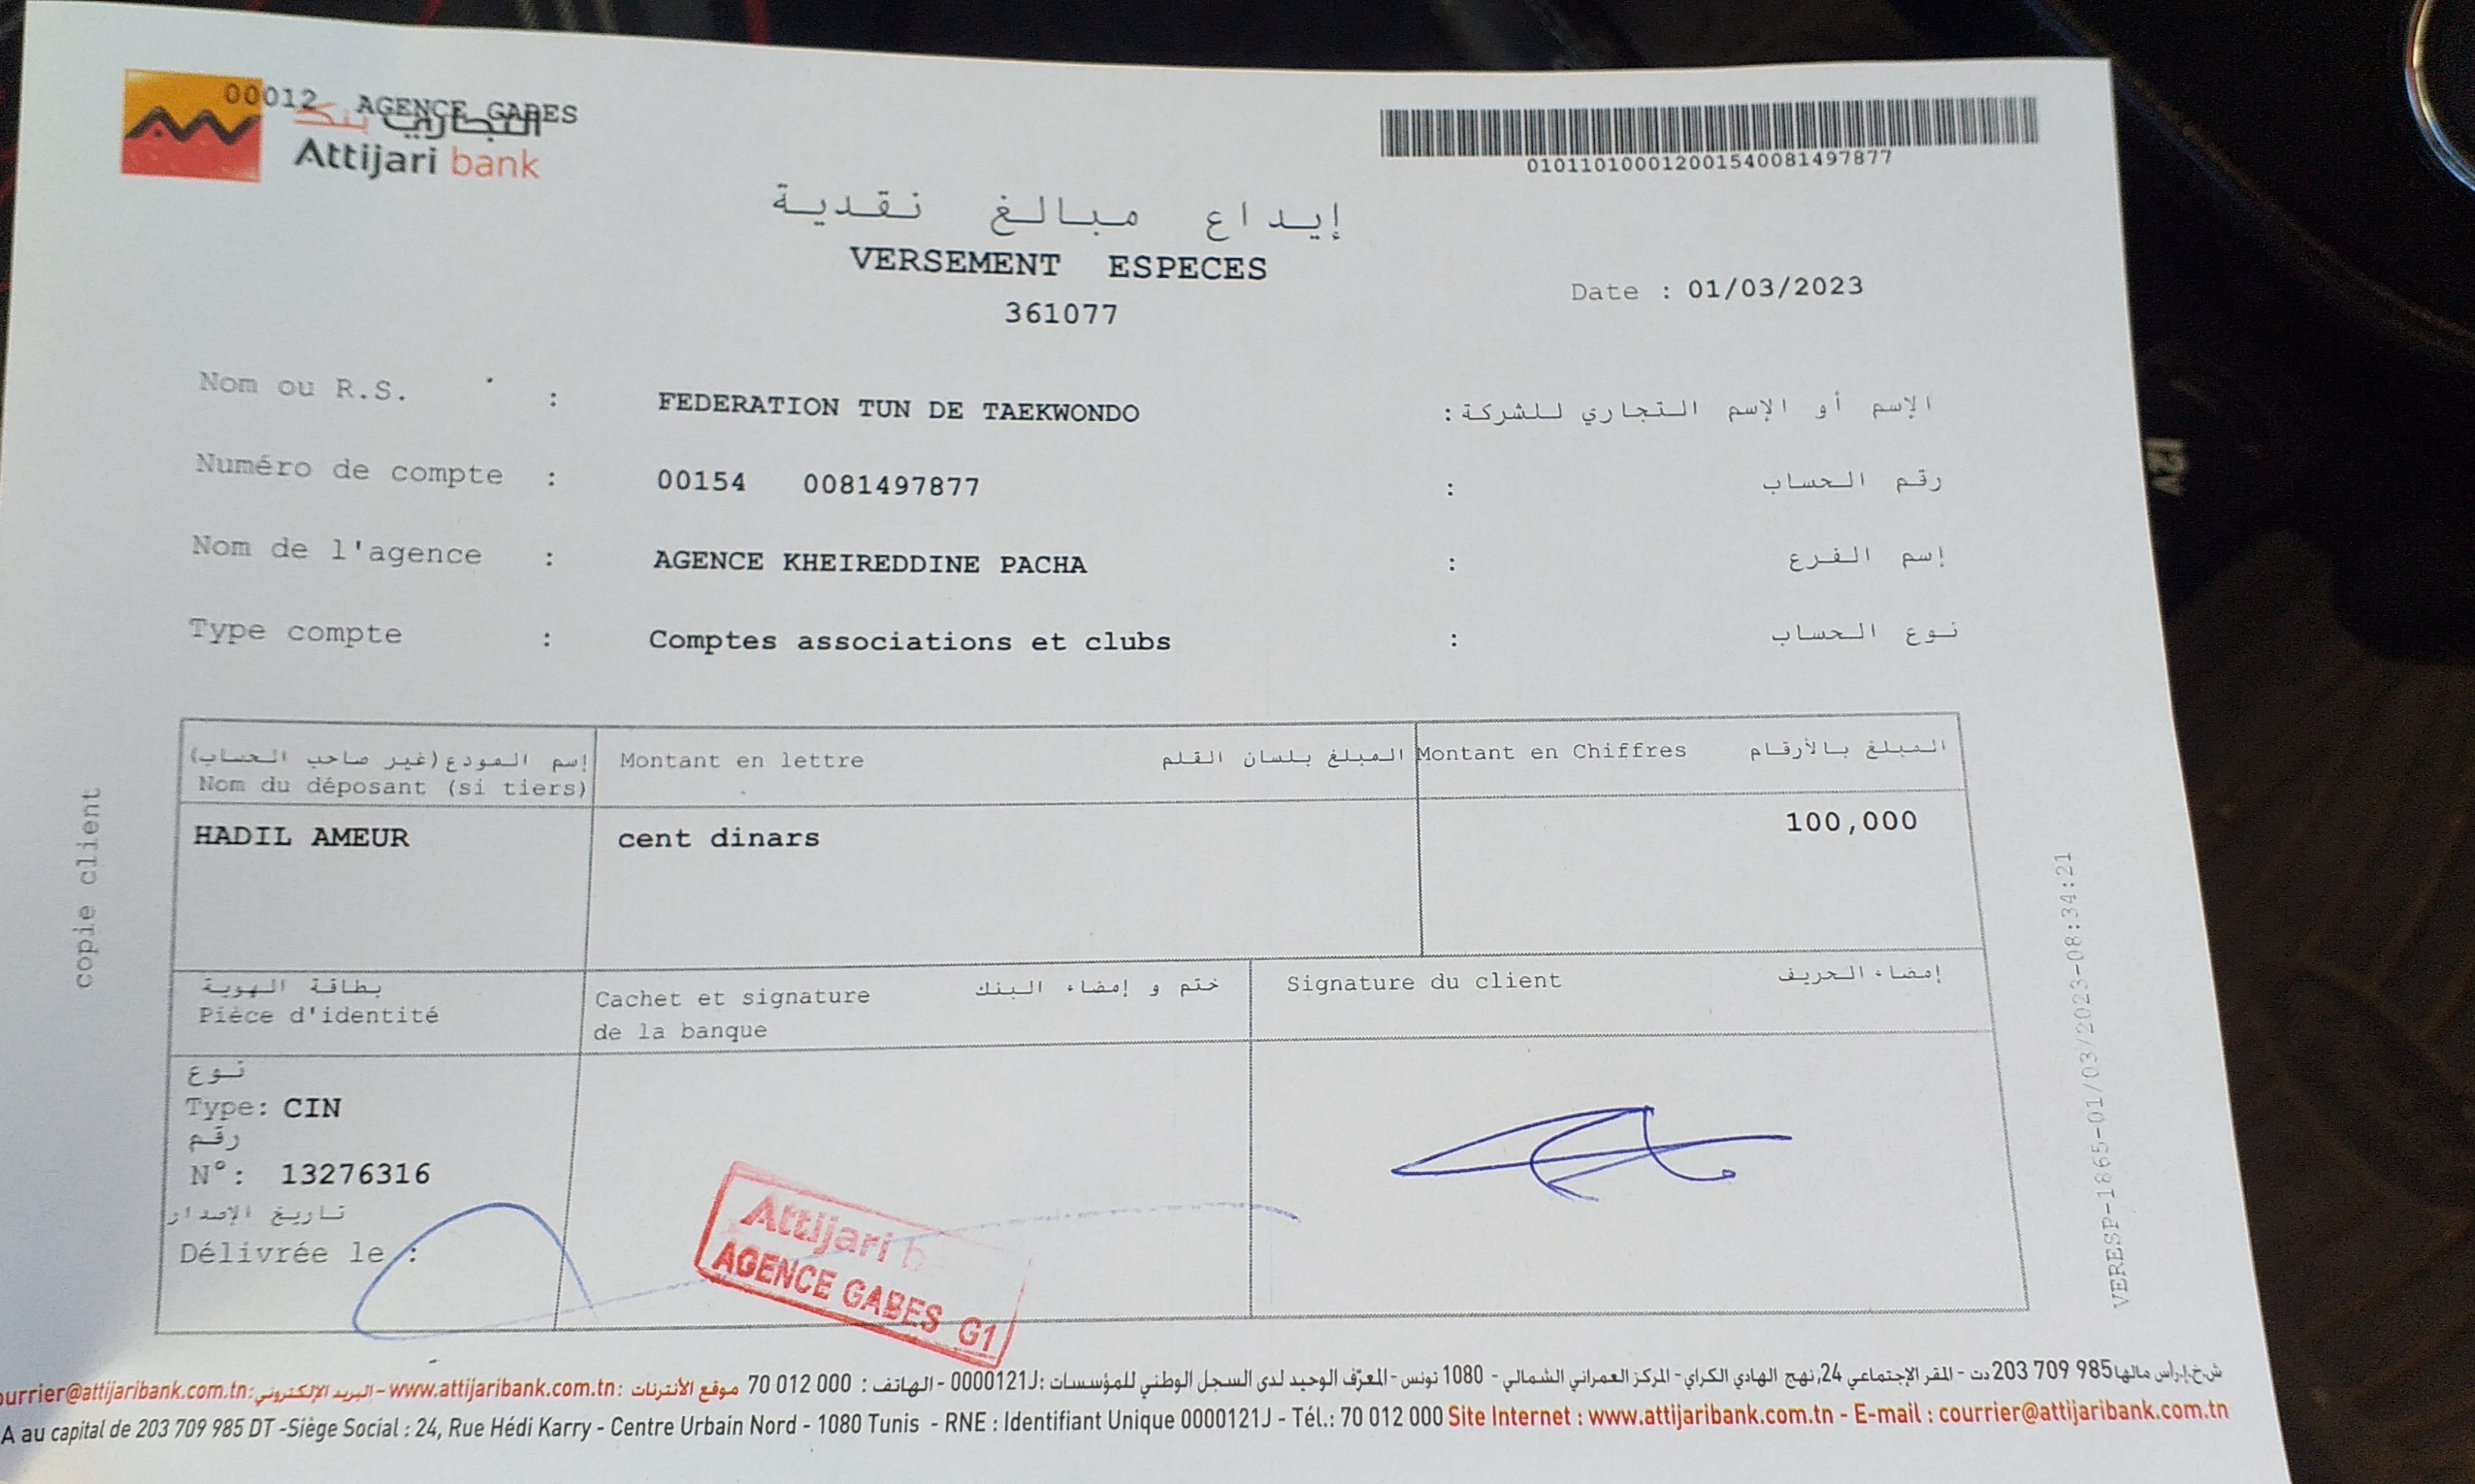 00012 AGENCE GABES
التجاري بنك
Attijari bank
010110100012001540081497877
إيداع مبالغ نقدية
VERSEMENT ESPECES
361077
Date : 01/03/2023
Nom ou R.S. : FEDERATION TUN DE TAEKWONDO الإسم أو الإسم التجاري للشركة :
Numéro de compte : 00154 0081497877 : رقم الحساب
Nom de l'agence : AGENCE KHEIREDDINE PACHA : إسم الفرع
Type compte : Comptes associations et clubs : نوع الحساب
إسم المودع (غير صاحب الحساب)
Nom du déposant (si tiers)
Montant en lettre المبلغ بلسان القلم
Montant en Chiffres المبلغ بالأرقام
HADIL AMEUR
cent dinars
100,000
بطاقة الهوية
Pièce d'identité
Cachet et signature ختم و إمضاء البنك
de la banque
Signature du client إمضاء الحريف
نوع
Type: CIN
رقم
N°: 13276316
تاريخ الإصدار
Délivrée le :
Attijari b
AGENCE GABES G1
copie client
VERESP-1865-01/03/2023-08:34:21
ش.خ.إ.رأس مالها 985 709 203 دت - المقر الإجتماعي 24, نهج الهادي الكراي - المركز العمراني الشمالي - 1080 تونس - المعرّف الوحيد لدى السجل الوطني للمؤسسات : 0000121J - الهاتف : 70 012 000 موقع الأنترنات : www.attijaribank.com.tn - البريد الإلكتروني : ourrier@attijaribank.com.tn
A au capital de 203 709 985 DT -Siège Social : 24, Rue Hédi Karry - Centre Urbain Nord - 1080 Tunis - RNE : Identifiant Unique 0000121J - Tél.: 70 012 000 Site Internet : www.attijaribank.com.tn - E-mail : courrier@attijaribank.com.tn